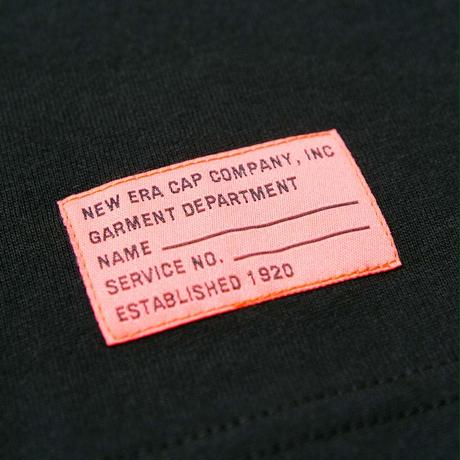 NEW ERA CAP COMPANY, INC
GARMENT DEPARTMENT
NAME
SERVICE NO.
ESTABLISHED 1920